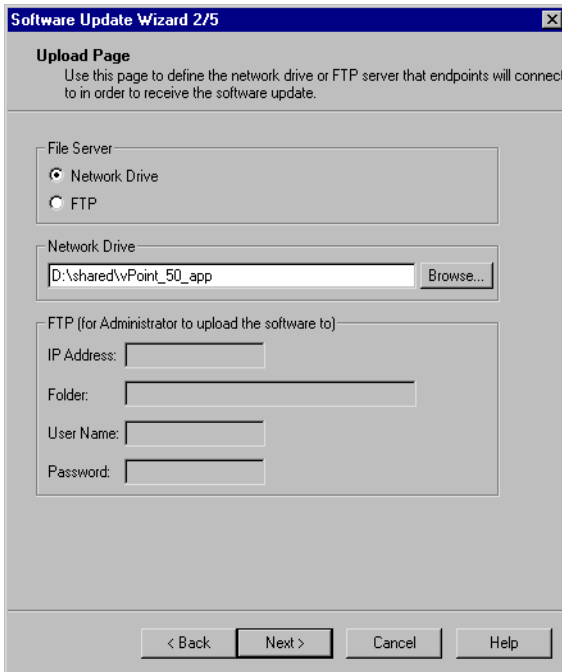 Software Update Wizard 2/5
Upload Page
Use this page to define the network drive or FTP server that endpoints will connect
to in order to receive the software update.
File Server
Network Drive
FTP
Network Drive
D:\shared\vPoint_50_app
Browse...
FTP (for Administrator to upload the software to)
IP Address:
Folder:
User Name:
Password:
< Back
Next >
Cancel
Help